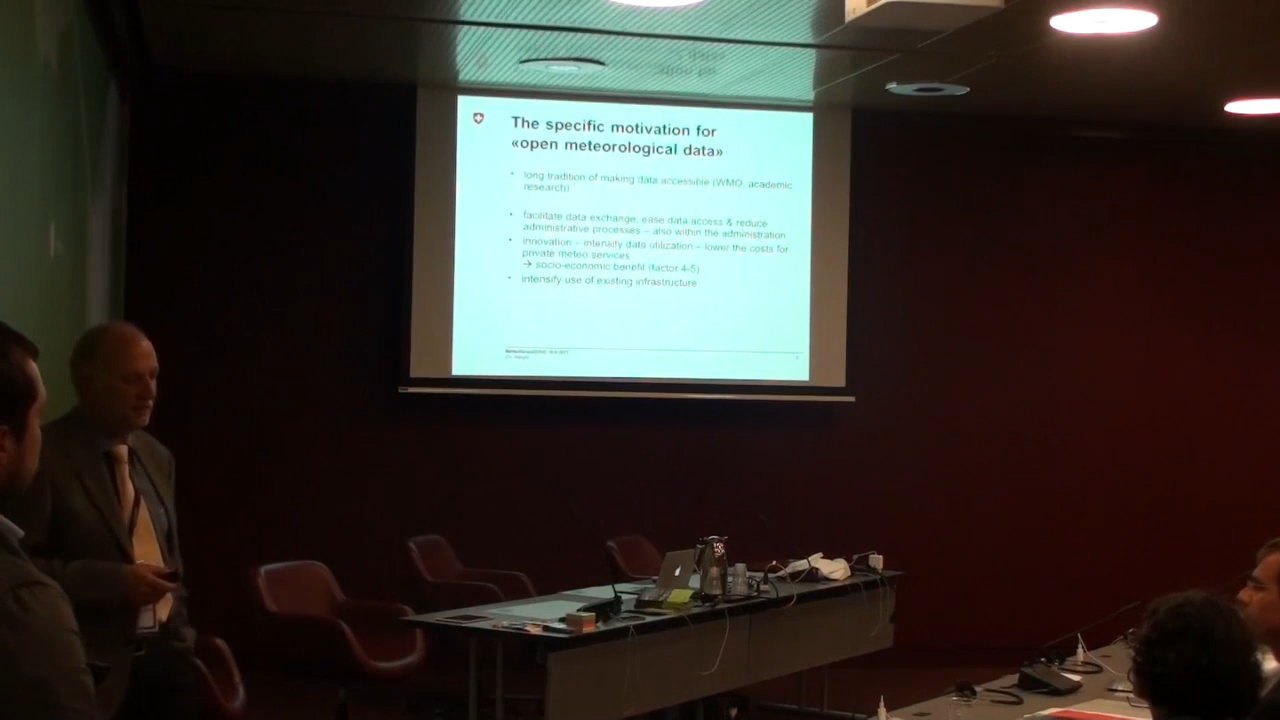 The specific motivation for
«open meteorological data»
• long tradition of making data accessible (WMO, academic
research)
• facilitate data exchange, ease data access & reduce
administrative processes – also within the administration
• innovation – intensify data utilization – lower the costs for
private meteo services
→ socio-economic benefit (factor 4-5)
• intensify use of existing infrastructure